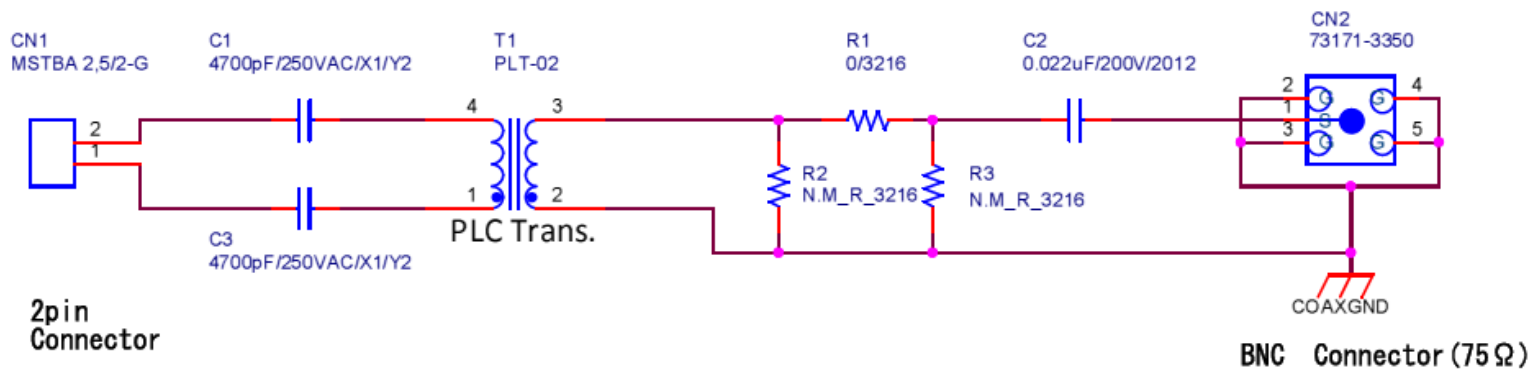 CN1
MSTBA 2,5/2-G
2
1
2pin
Connector
C1
4700pF/250VAC/X1/Y2
C3
4700pF/250VAC/X1/Y2
T1
PLT-02
4
3
1
2
PLC Trans.
R1
0/3216
R2
N.M_R_3216
R3
N.M_R_3216
C2
0.022uF/200V/2012
CN2
73171-3350
2
1
3
4
5
G
G
S
G
G
COAXGND
BNC Connector(75Ω)